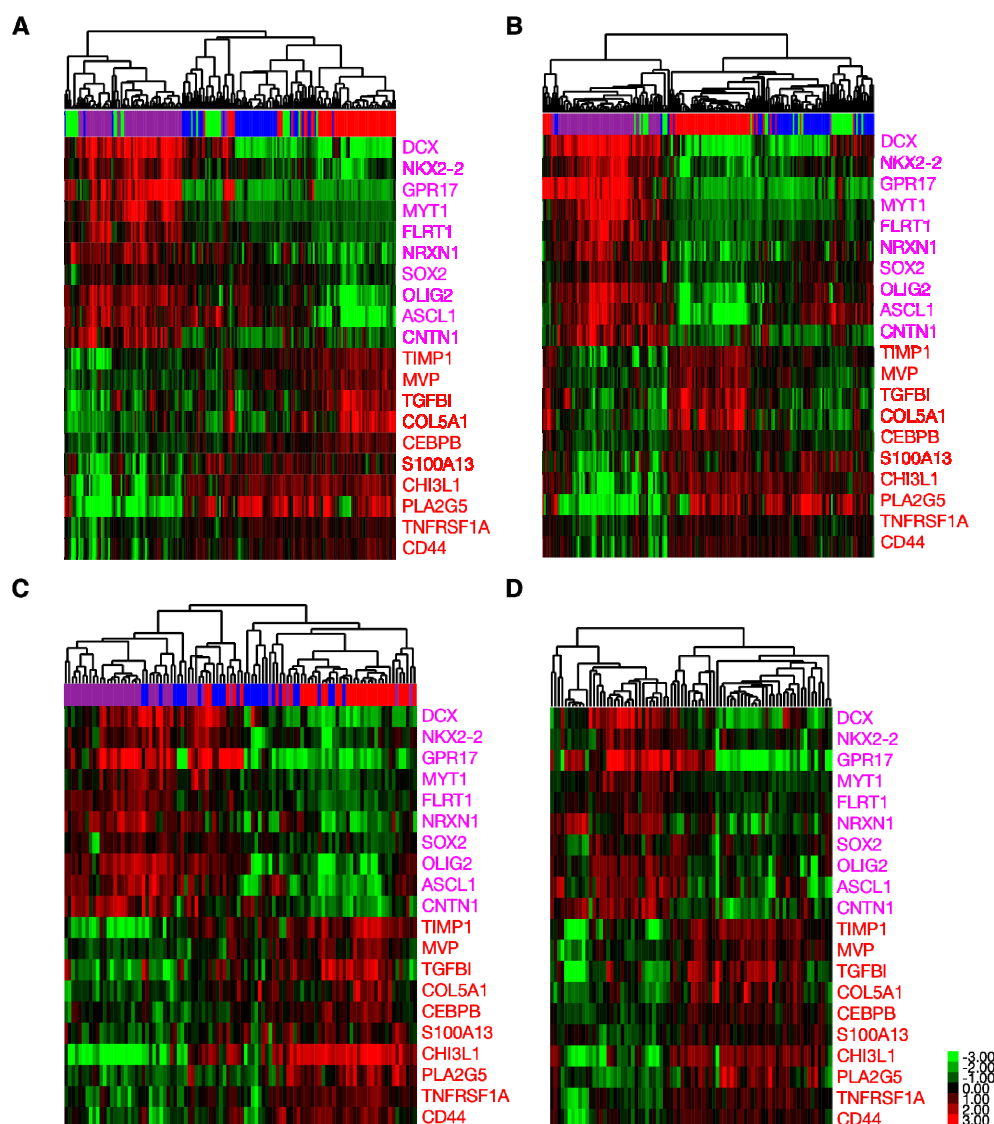 A
DCX
NKX2-2
GPR17
MYT1
FLRT1
NRXN1
SOX2
OLIG2
ASCL1
CNTN1
TIMP1
MVP
TGFBI
COL5A1
CEBPB
S100A13
CHI3L1
PLA2G5
TNFRSF1A
CD44
B
DCX
NKX2-2
GPR17
MYT1
FLRT1
NRXN1
SOX2
OLIG2
ASCL1
CNTN1
TIMP1
MVP
TGFBI
COL5A1
CEBPB
S100A13
CHI3L1
PLA2G5
TNFRSF1A
CD44
C
DCX
NKX2-2
GPR17
MYT1
FLRT1
NRXN1
SOX2
OLIG2
ASCL1
CNTN1
TIMP1
MVP
TGFBI
COL5A1
CEBPB
S100A13
CHI3L1
PLA2G5
TNFRSF1A
CD44
D
DCX
NKX2-2
GPR17
MYT1
FLRT1
NRXN1
SOX2
OLIG2
ASCL1
CNTN1
TIMP1
MVP
TGFBI
COL5A1
CEBPB
S100A13
CHI3L1
PLA2G5
TNFRSF1A
CD44
-3.00
-2.00
-1.00
0.00
1.00
2.00
3.00